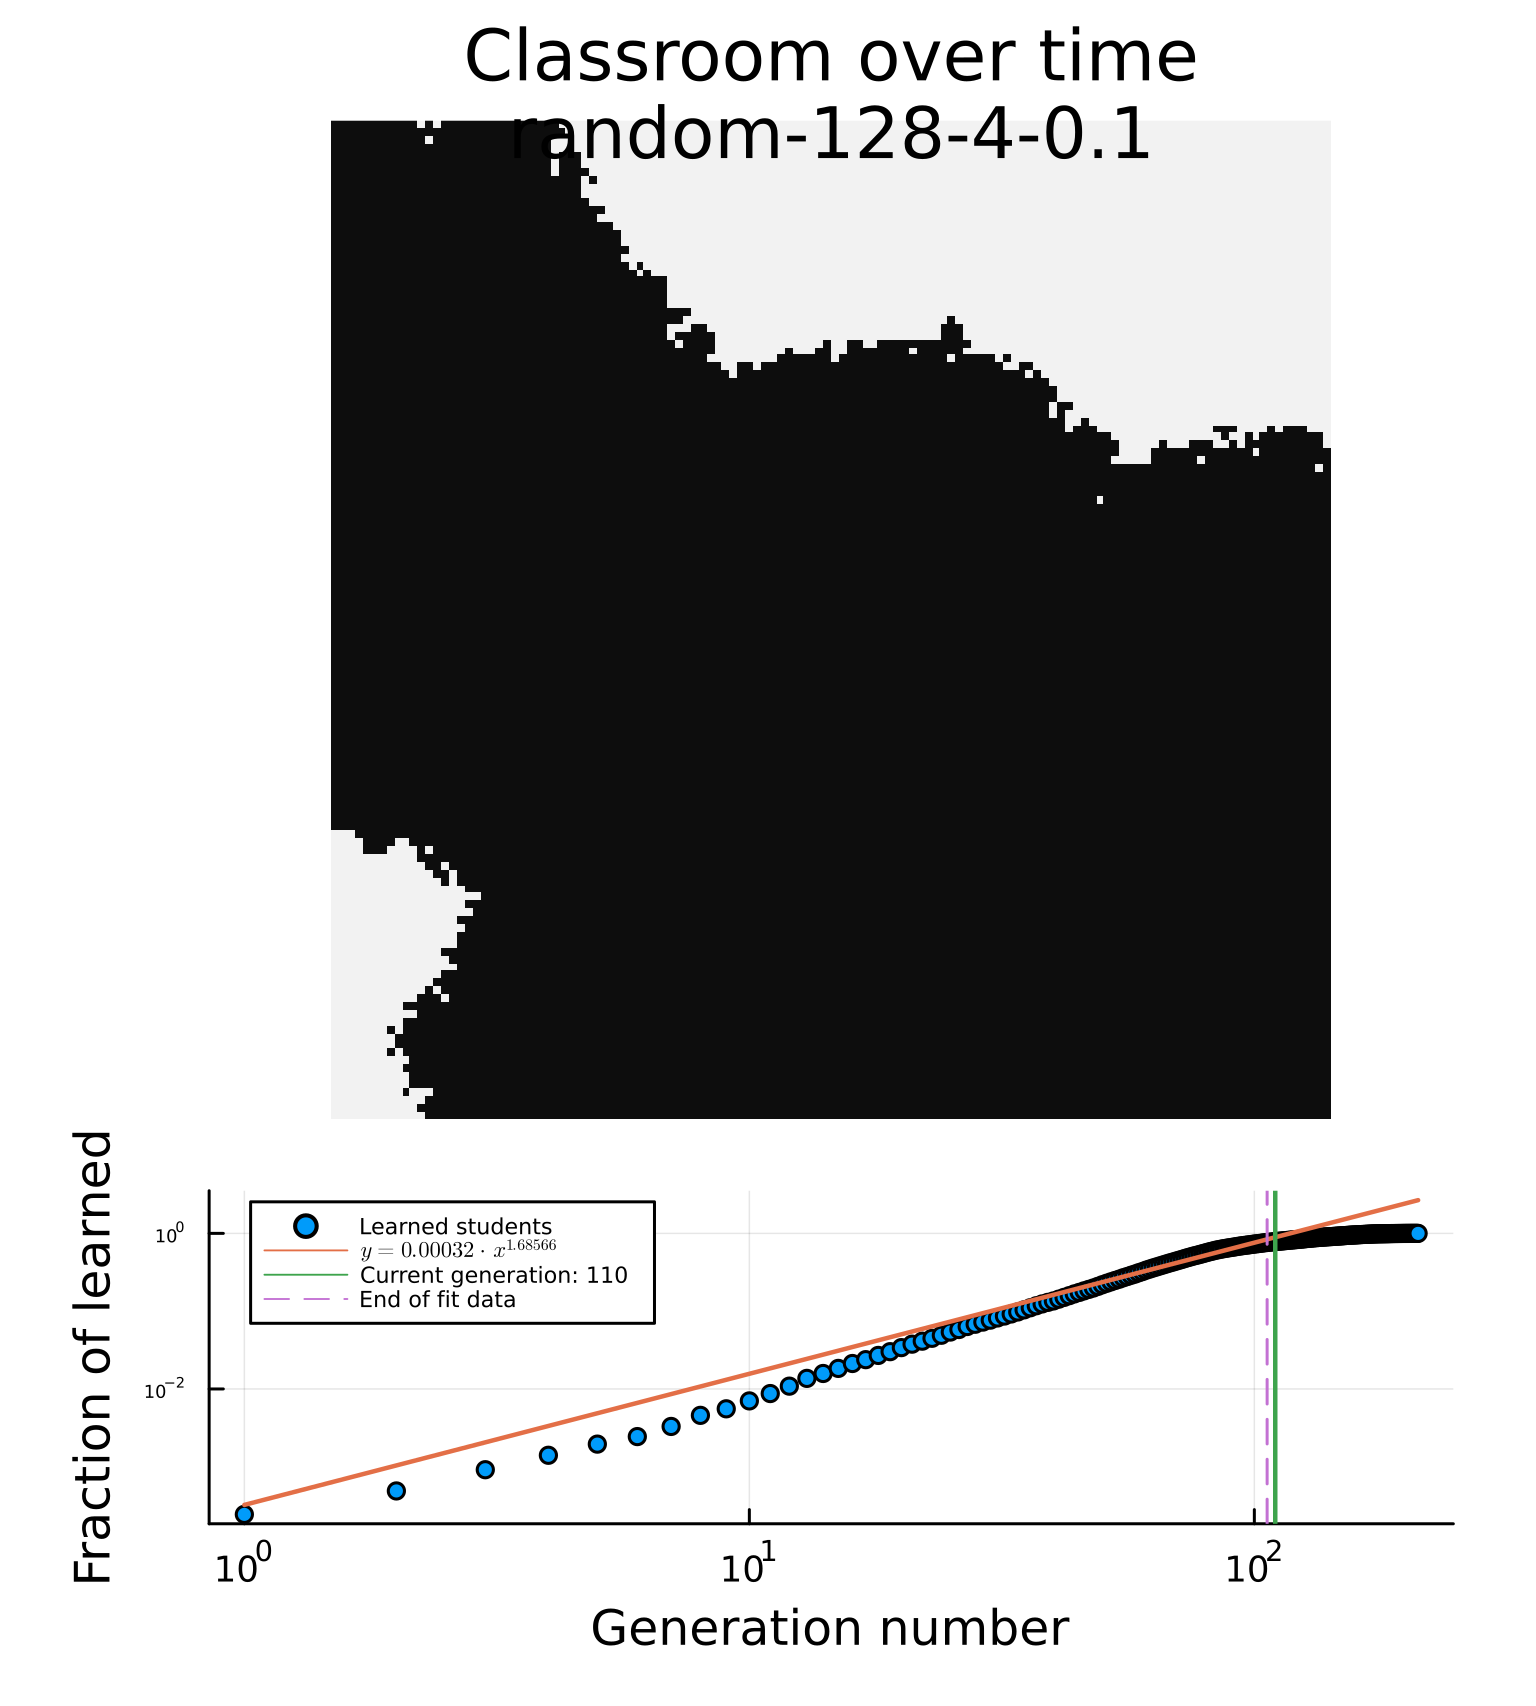 Classroom over time
random-128-4-0.1
Fraction of learned
10⁰
10⁻²
Learned students
y = 0.00032 · x^1.68566
Current generation: 110
End of fit data
10⁰
10¹
10²
Generation number